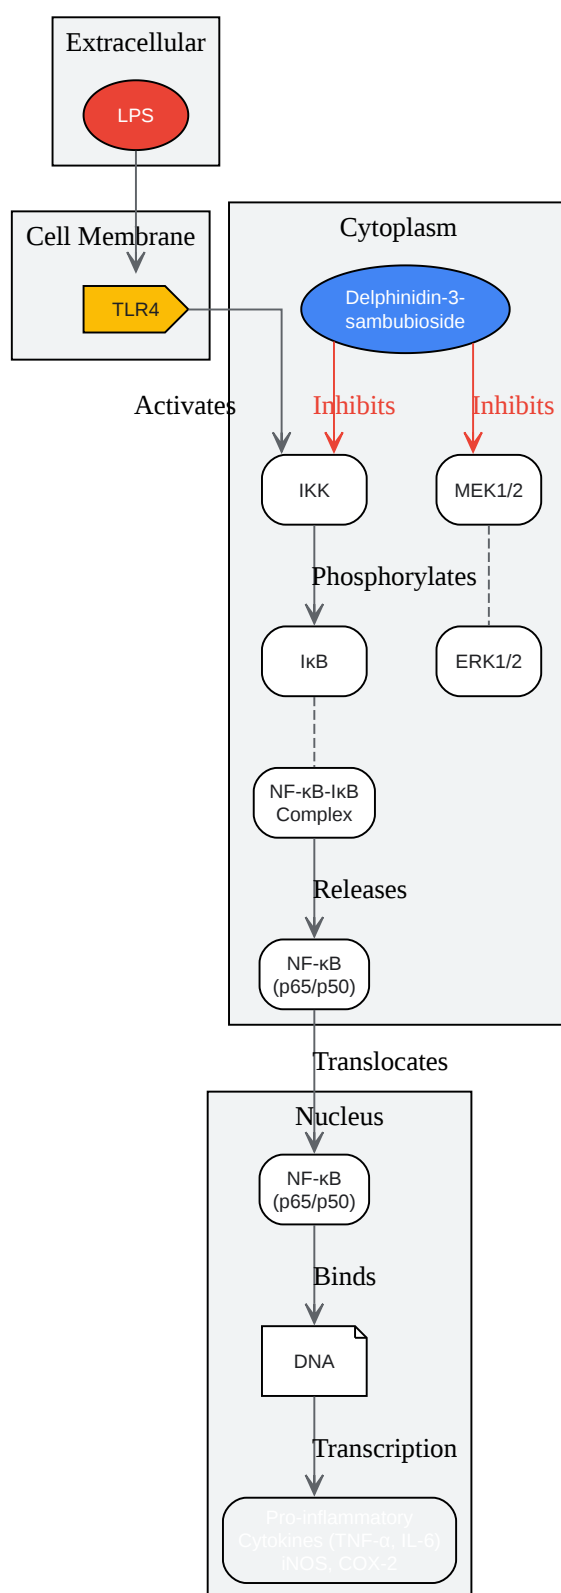 Extracellular
LPS
Cell Membrane
TLR4
Cytoplasm
Delphinidin-3-
sambubioside
Activates
Inhibits
Inhibits
IKK
MEK1/2
Phosphorylates
IκB
ERK1/2
NF-κB-IκB
Complex
Releases
NF-κB
(p65/p50)
Translocates
Nucleus
NF-κB
(p65/p50)
Binds
DNA
Transcription
Pro-inflammatory
Cytokines (TNF-α, IL-6)
iNOS, COX-2